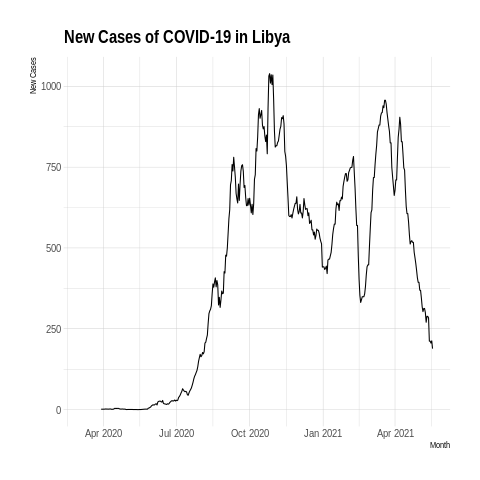 New Cases of COVID-19 in Libya
New Cases
1000
750
500
250
0
Apr 2020 Jul 2020 Oct 2020 Jan 2021 Apr 2021
Month